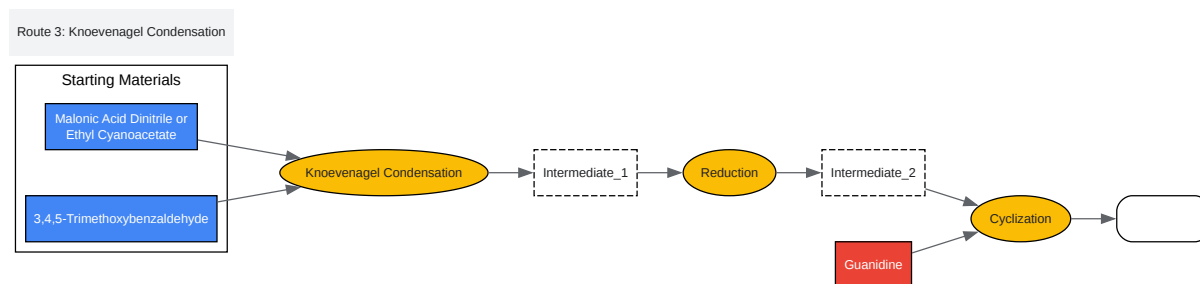 Route 3: Knoevenagel Condensation
Starting Materials
Malonic Acid Dinitrile or
Ethyl Cyanoacetate
3,4,5-Trimethoxybenzaldehyde
Knoevenagel Condensation
Intermediate_1
Reduction
Intermediate_2
Guanidine
Cyclization